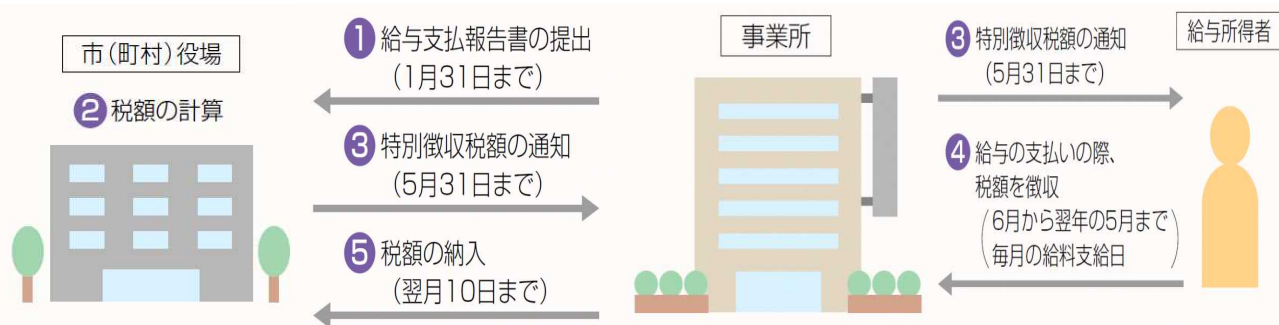 市（町村）役場
❷税額の計算
❶給与支払報告書の提出
（1月31日まで）
❸特別徴収税額の通知
（5月31日まで）
❺税額の納入
（翌月10日まで）
事業所
❸特別徴収税額の通知
（5月31日まで）
❹給与の支払いの際、
税額を徴収
（6月から翌年の5月まで
毎月の給料支給日）
給与所得者